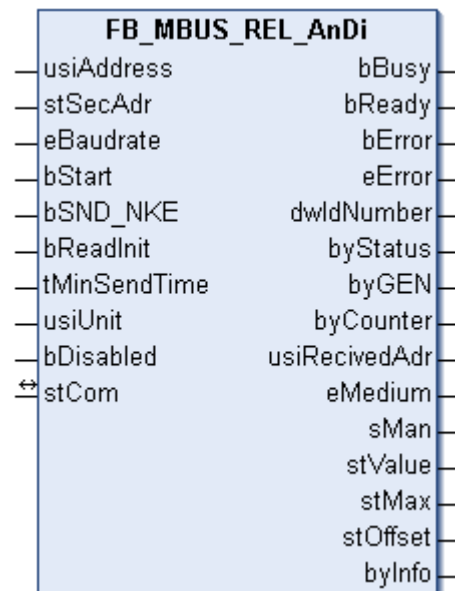 FB_MBUS_REL_AnDi
usiAddress bBusy
stSecAdr bReady
eBaudrate bError
bStart eError
bSND_NKE dwIdNumber
bReadInit byStatus
tMinSendTime byGEN
usiUnit byCounter
bDisabled usiRecivedAdr
stCom eMedium
sMan
stValue
stMax
stOffset
byInfo